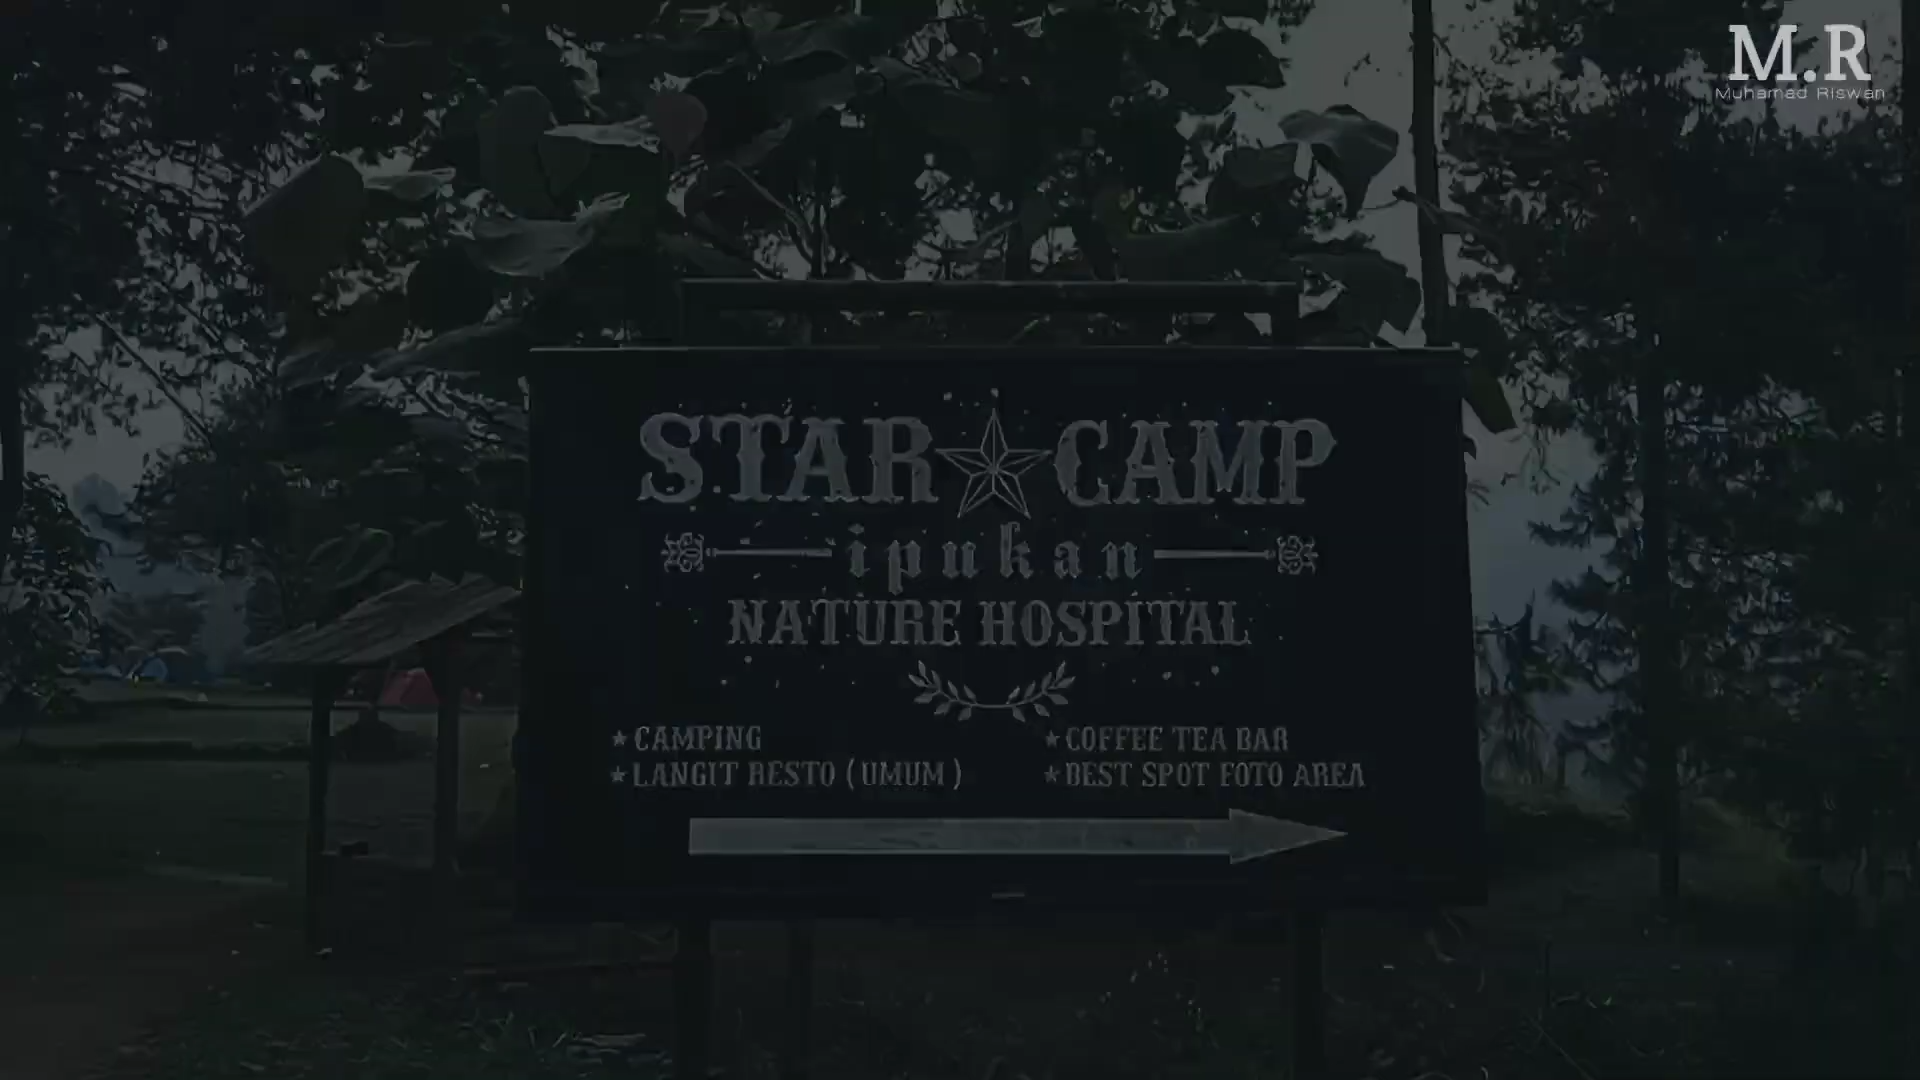 M.R
Muhamad Riswan
STAR CAMP
ipukan
NATURE HOSPITAL
CAMPING
LANGIT RESTO (UMUM)
COFFEE TEA BAR
BEST SPOT FOTO AREA